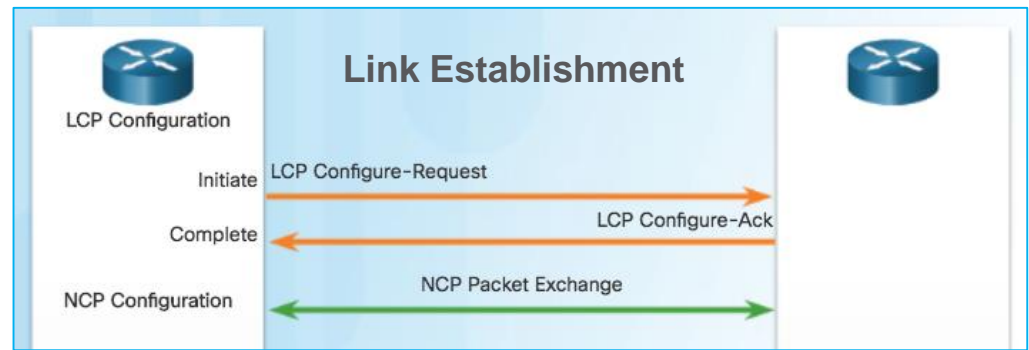 Link Establishment
LCP Configuration
Initiate
LCP Configure-Request
LCP Configure-Ack
Complete
NCP Packet Exchange
NCP Configuration